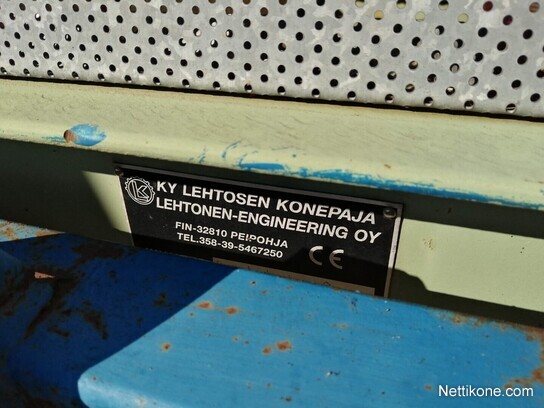 KY LEHTOSEN KONEPAJA
LEHTONEN-ENGINEERING OY
FIN-32810 PEIPOHJA
TEL.358-39-5467250
CE
Nettikone.com